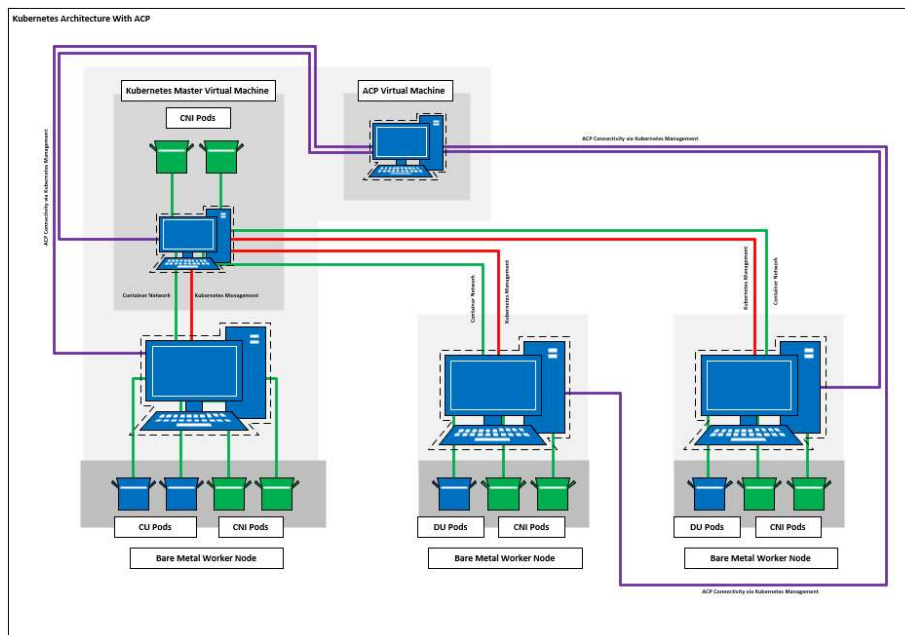 Kubernetes Architecture With ACP
Kubernetes Master Virtual Machine
ACP Virtual Machine
CNI Pods
ACP Connectivity via Kubernetes Management
ACP Connectivity via Kubernetes Management
Container Network
Kubernetes Management
Container Network
Kubernetes Management
Kubernetes Management
Container Network
CU Pods
CNI Pods
DU Pods
CNI Pods
DU Pods
CNI Pods
Bare Metal Worker Node
Bare Metal Worker Node
Bare Metal Worker Node
ACP Connectivity via Kubernetes Management